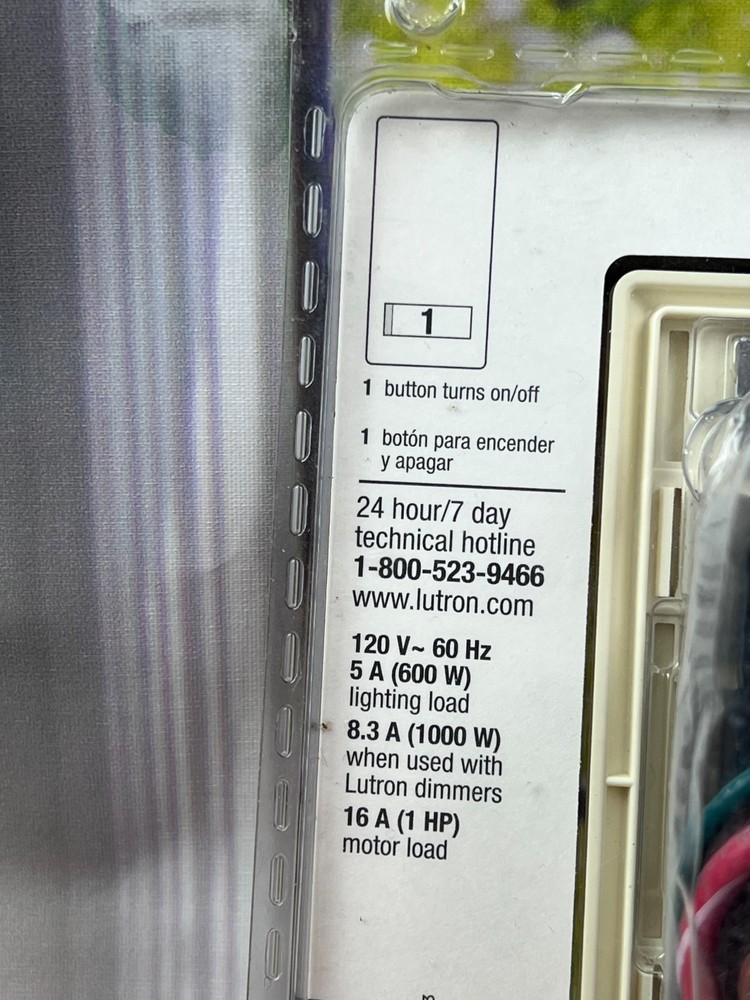 1
1 button turns on/off
1 botón para encender
y apagar
24 hour/7 day
technical hotline
1-800-523-9466
www.lutron.com
120 V~ 60 Hz
5 A (600 W)
lighting load
8.3 A (1000 W)
when used with
Lutron dimmers
16 A (1 HP)
motor load